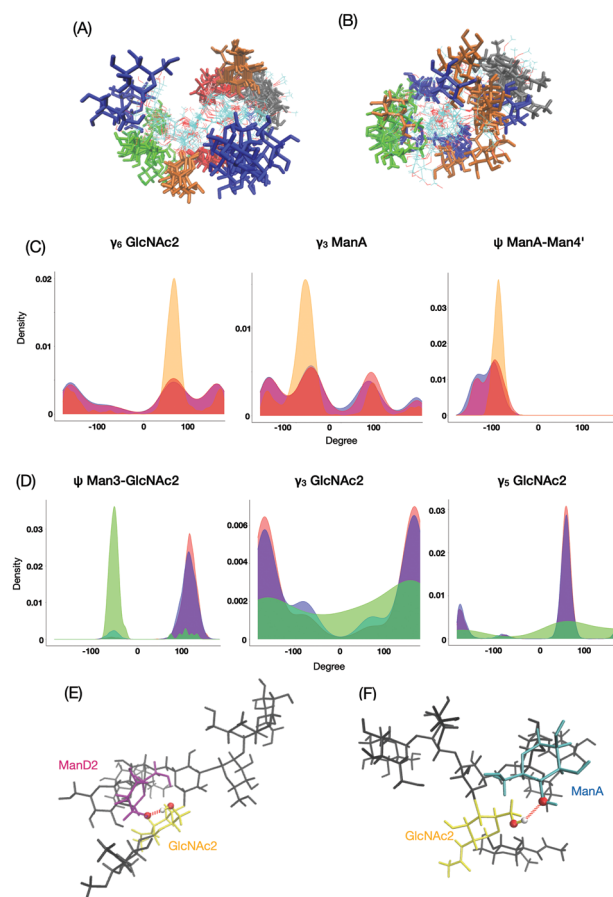 (A)
(B)
(C)
γ₆ GlcNAc2
γ₃ ManA
ψ ManA-Man4'
0.02
0.01
0
Density
-100
0
100
0.01
0
-100
0
100
Degree
0.03
0.02
0.01
0
-100
0
100
(D)
ψ Man3-GlcNAc2
γ₃ GlcNAc2
γ₅ GlcNAc2
0.03
0.02
0.01
0
Density
-100
0
100
0.006
0.004
0.002
0
-100
0
100
Degree
0.03
0.02
0.01
0
-100
0
100
(E)
ManD2
GlcNAc2
(F)
ManA
GlcNAc2